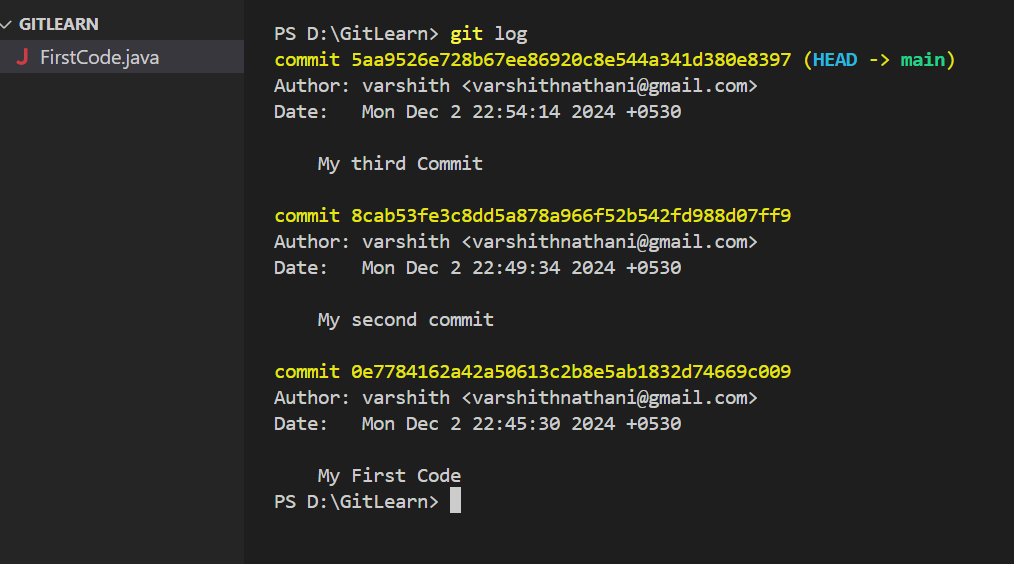 GITLEARN
FirstCode.java
PS D:\GitLearn> git log
commit 5aa9526e728b67ee86920c8e544a341d380e8397 (HEAD -> main)
Author: varshith <varshithnathani@gmail.com>
Date:   Mon Dec 2 22:54:14 2024 +0530
My third Commit
commit 8cab53fe3c8dd5a878a966f52b542fd988d07ff9
Author: varshith <varshithnathani@gmail.com>
Date:   Mon Dec 2 22:49:34 2024 +0530
My second commit
commit 0e7784162a42a50613c2b8e5ab1832d74669c009
Author: varshith <varshithnathani@gmail.com>
Date:   Mon Dec 2 22:45:30 2024 +0530
My First Code
PS D:\GitLearn>